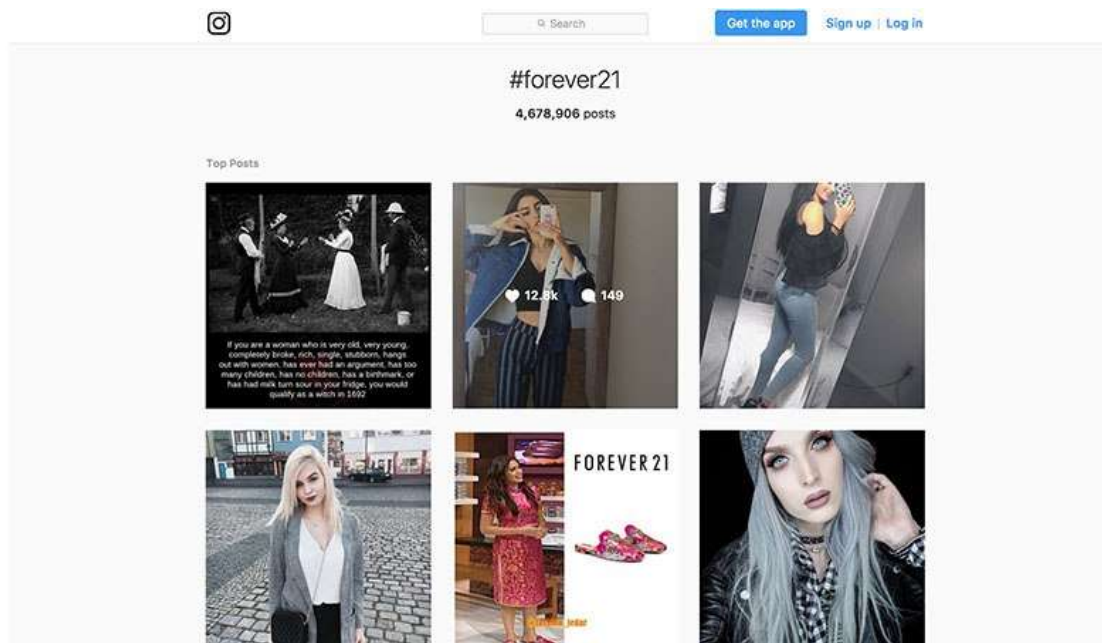 Search
Get the app
Sign up | Log in
#forever21
4,678,906 posts
Top Posts
12.8k
149
If you are a woman who is very old, very young,
completely broke, rich, single, stubborn, hangs
out with women, has ever had an argument, has too
many children, has no children, has a birthmark, or
has had milk turn sour in your fridge, you would
qualify as a witch in 1692
FOREVER 21